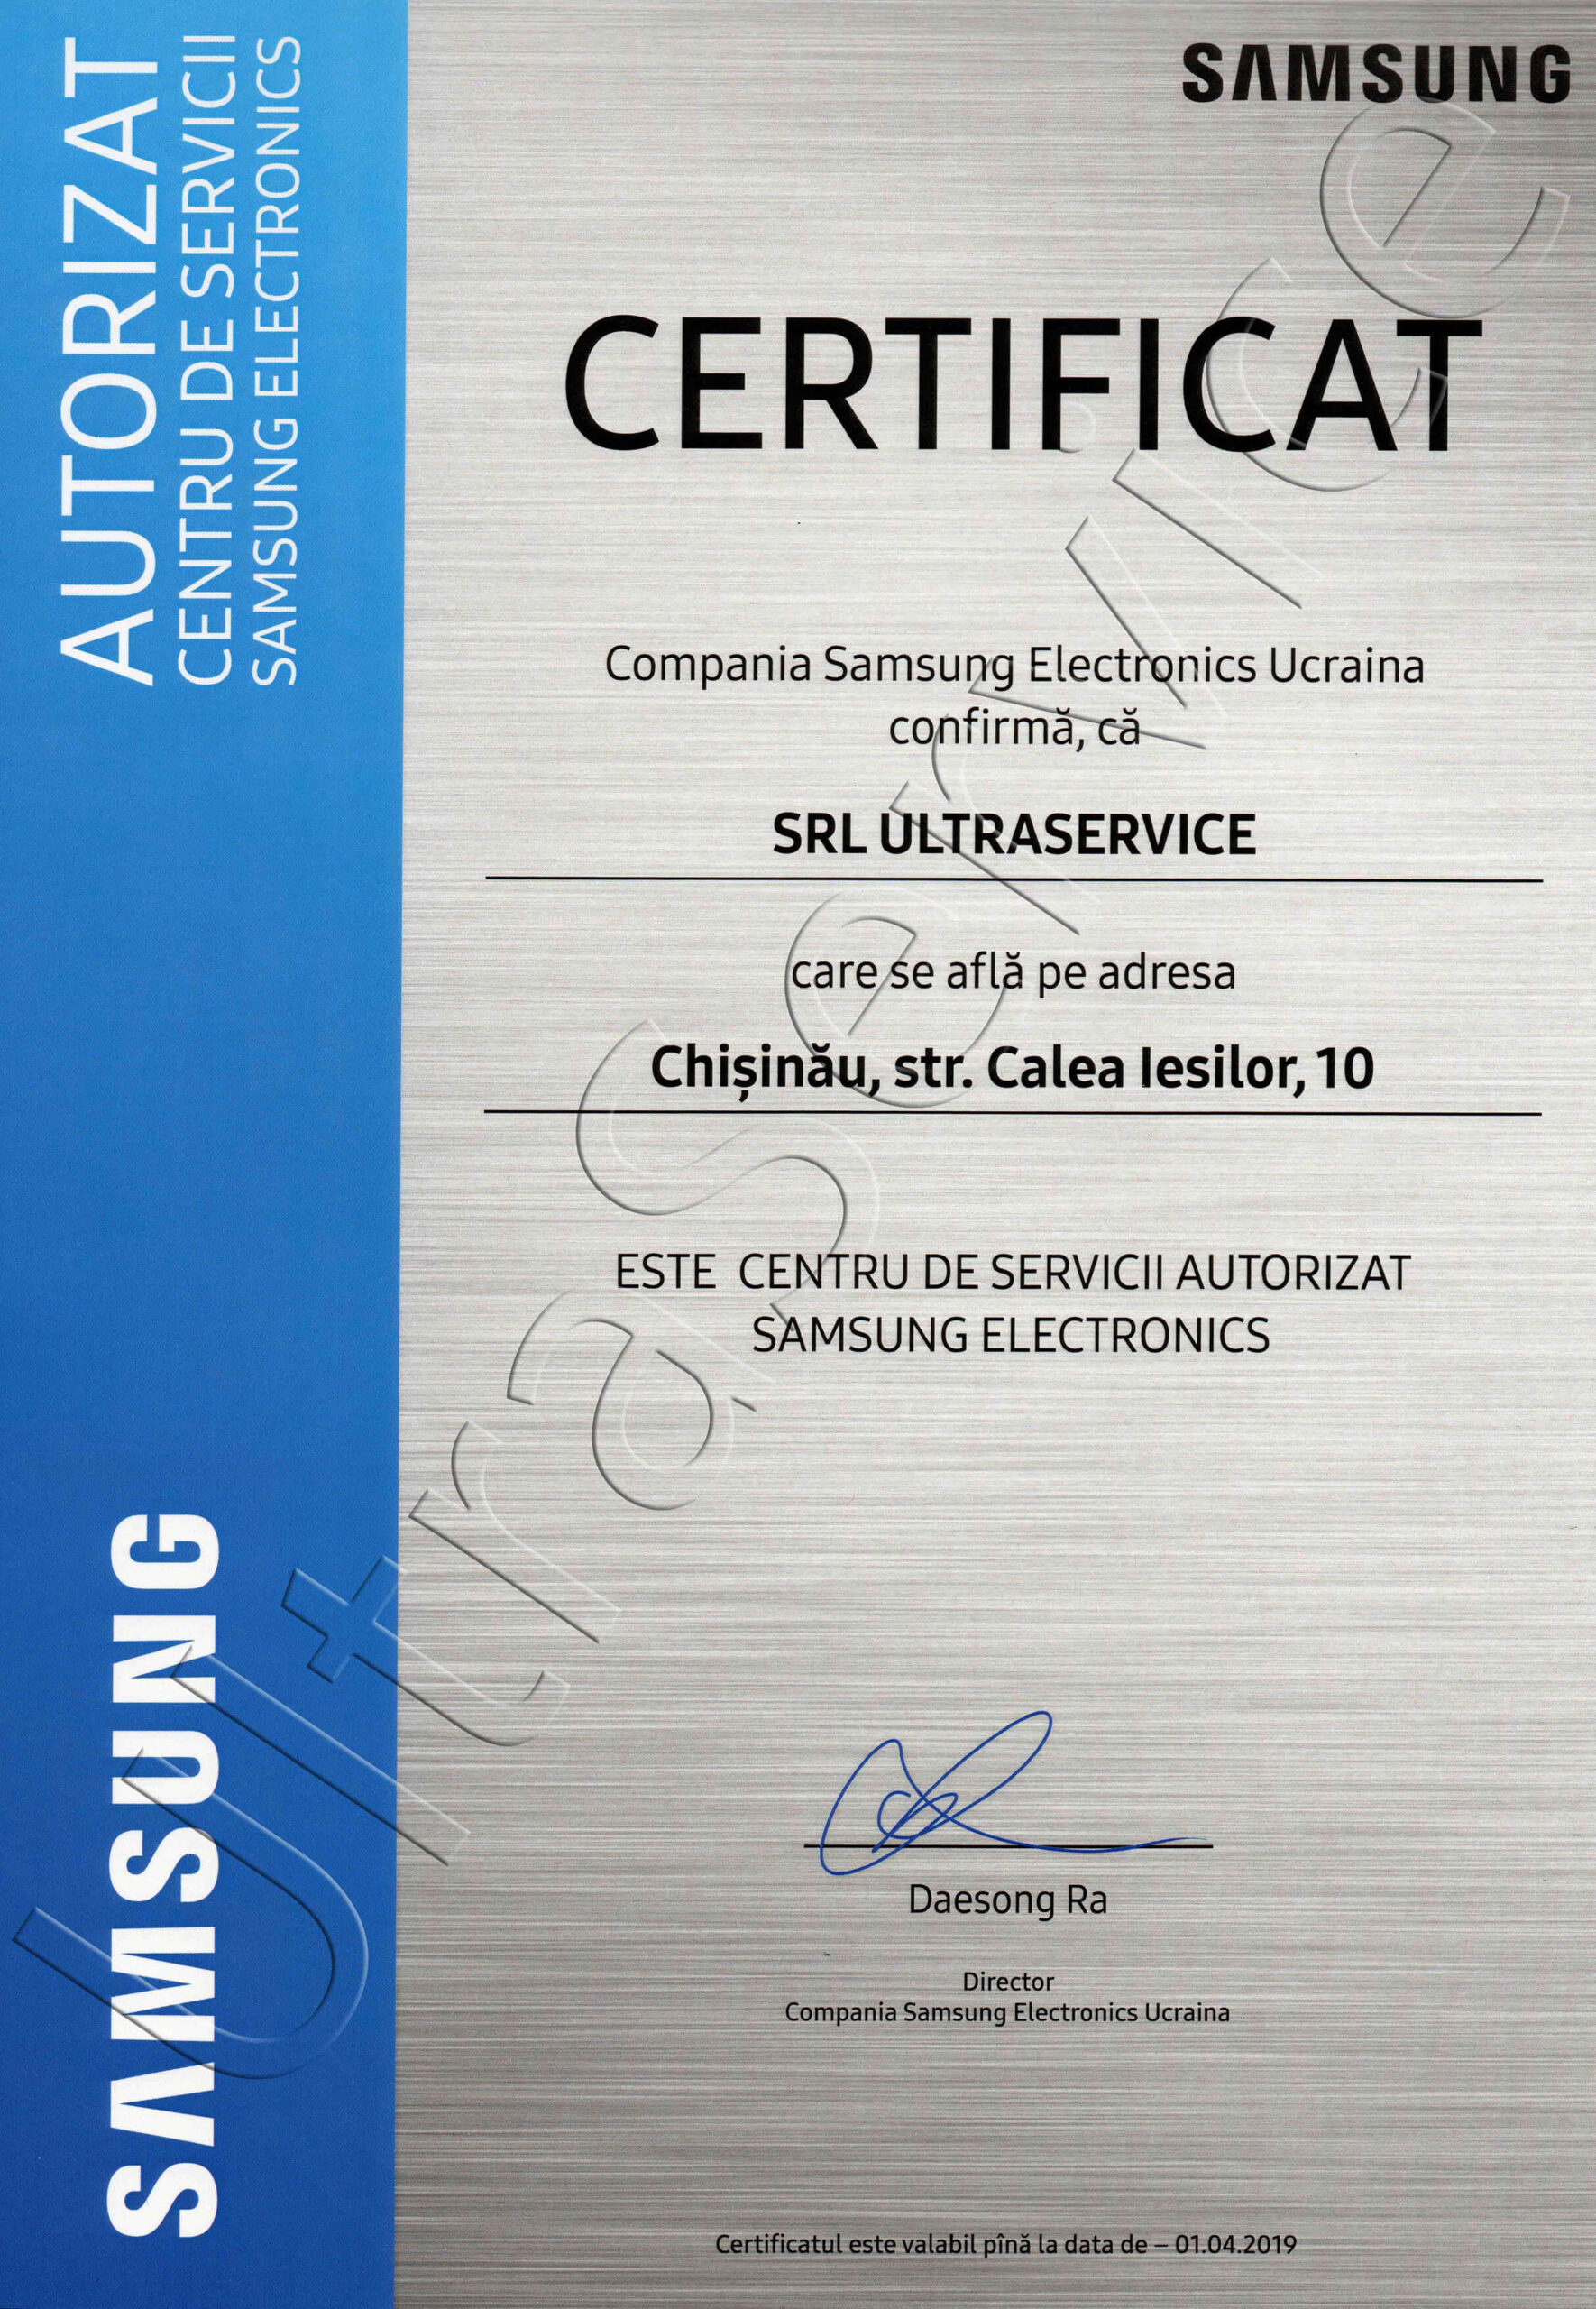 AUTORIZAT
CENTRU DE SERVICII
SAMSUNG ELECTRONICS
SAMSUNG
SAMSUNG
CERTIFICAT
Compania Samsung Electronics Ucraina
confirmă, că
SRL ULTRASERVICE
care se află pe adresa
Chișinău, str. Calea Iesilor, 10
ESTE CENTRU DE SERVICII AUTORIZAT
SAMSUNG ELECTRONICS
Daesong Ra
Director
Compania Samsung Electronics Ucraina
Certificatul este valabil pînă la data de – 01.04.2019
UltraService